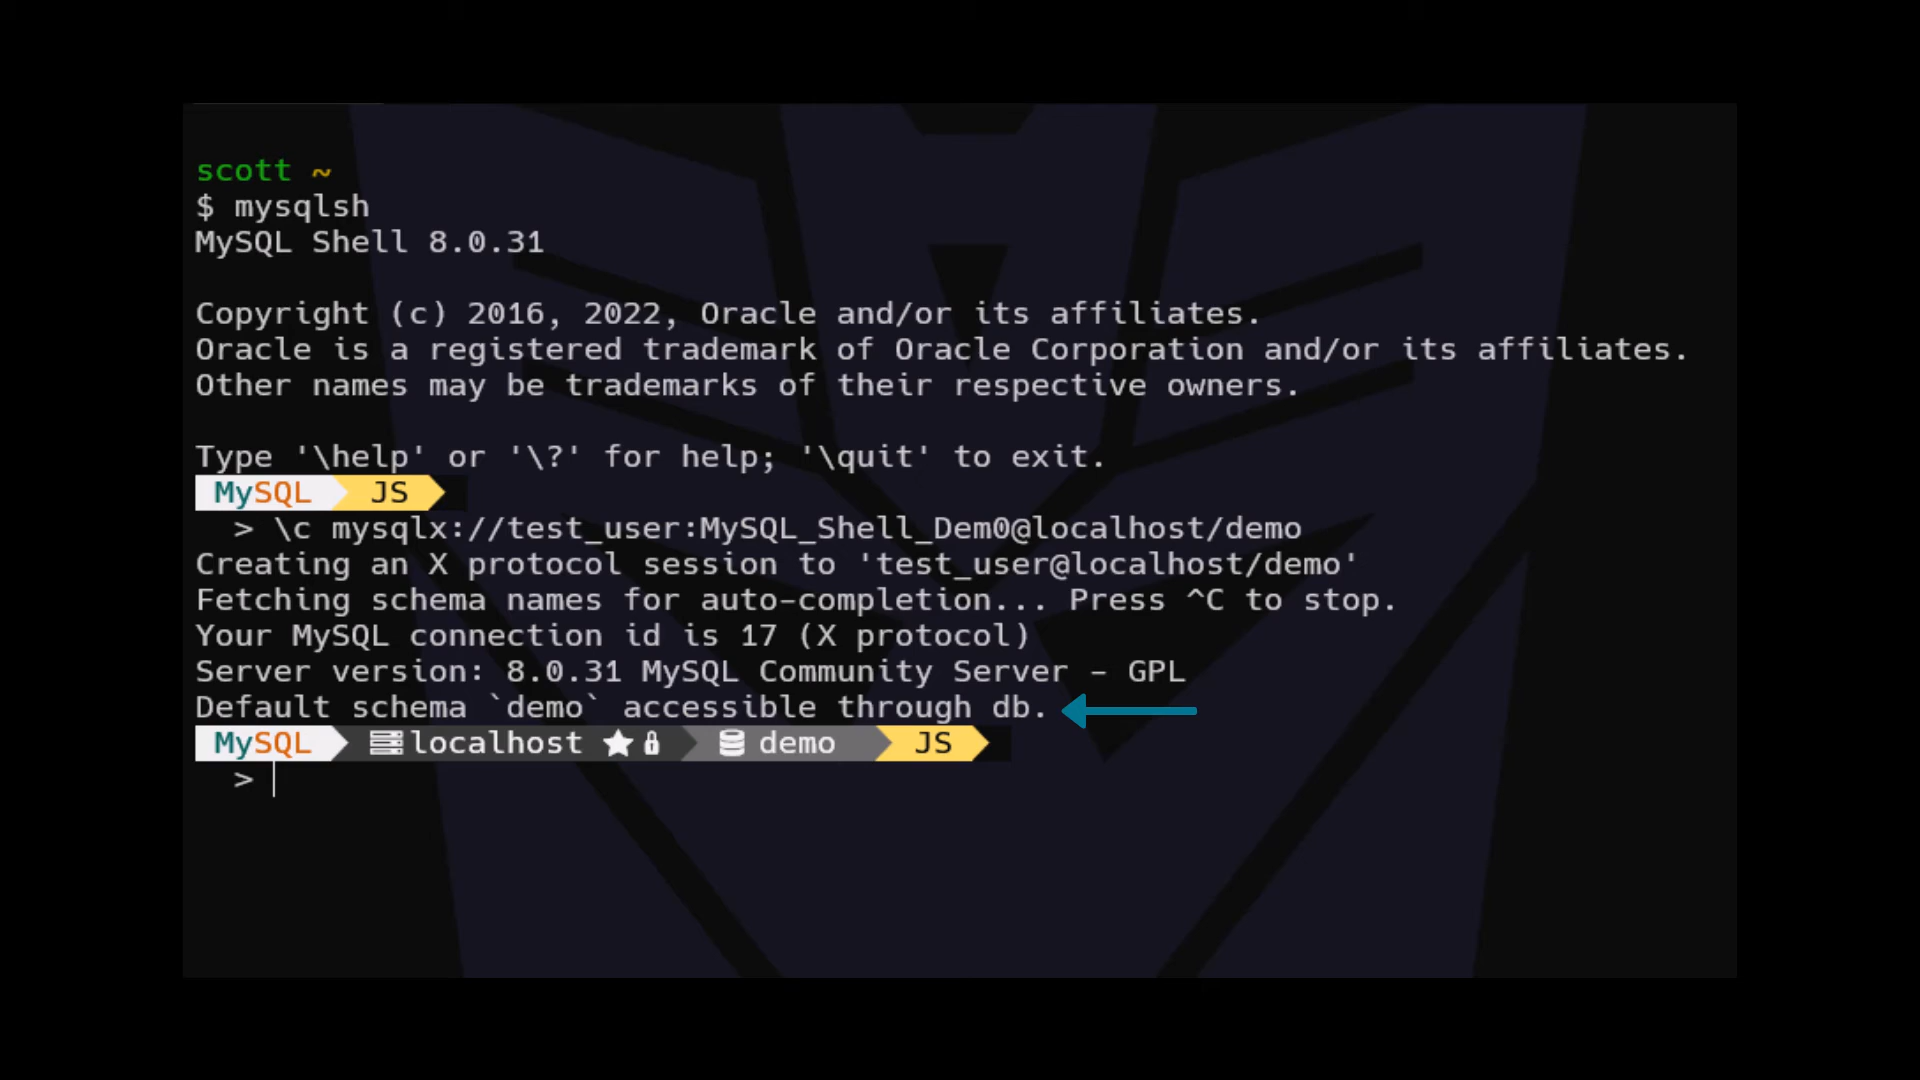 scott ~
$ mysqlsh
MySQL Shell 8.0.31
Copyright (c) 2016, 2022, Oracle and/or its affiliates.
Oracle is a registered trademark of Oracle Corporation and/or its affiliates.
Other names may be trademarks of their respective owners.
Type '\help' or '\?' for help; '\quit' to exit.
MySQL JS
> \c mysqlx://test_user:MySQL_Shell_Dem0@localhost/demo
Creating an X protocol session to 'test_user@localhost/demo'
Fetching schema names for auto-completion... Press ^C to stop.
Your MySQL connection id is 17 (X protocol)
Server version: 8.0.31 MySQL Community Server - GPL
Default schema `demo` accessible through db.
MySQL localhost demo JS
>